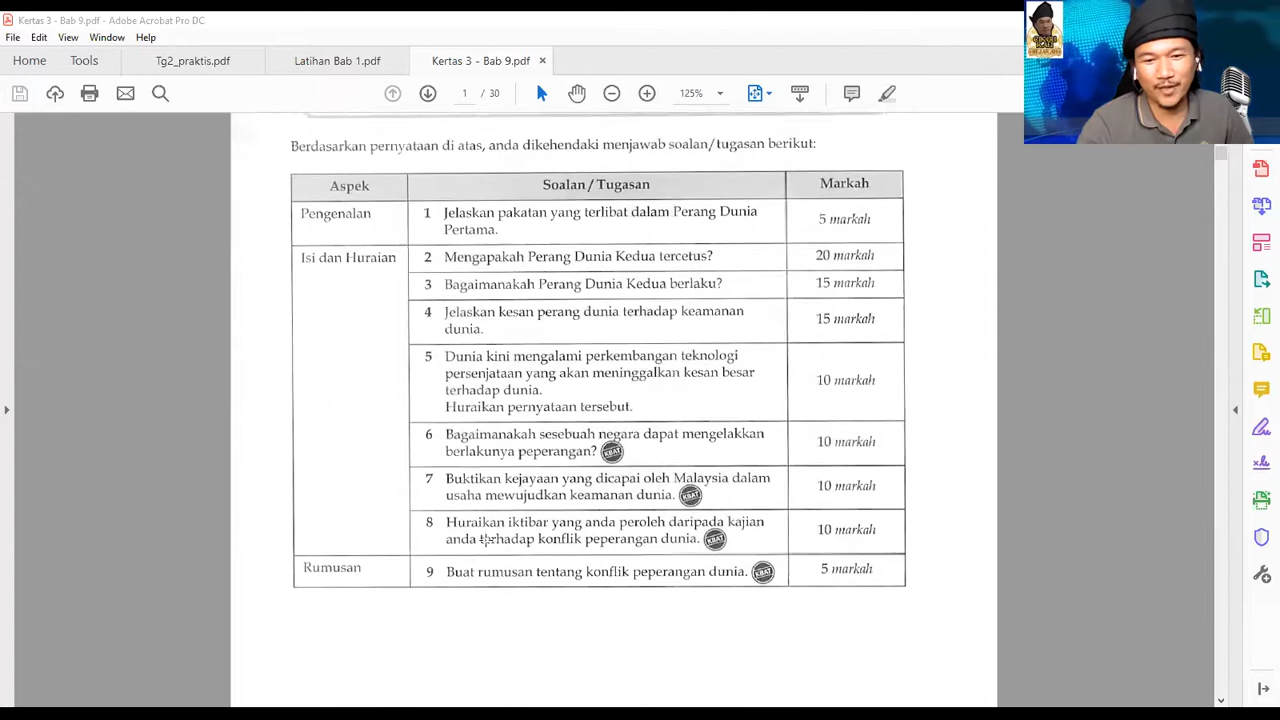 Kertas 3 - Bab 9.pdf - Adobe Acrobat Pro DC
File Edit View Window Help
Home Tools Tg2_praktis.pdf Latihan Bab 1.pdf Kertas 3 - Bab 9.pdf ×
/ 30 125%
Berdasarkan pernyataan di atas, anda dikehendaki menjawab soalan/tugasan berikut:
Aspek Soalan / Tugasan Markah
Pengenalan 1 Jelaskan pakatan yang terlibat dalam Perang Dunia
Pertama. 5 markah
Isi dan Huraian 2 Mengapakah Perang Dunia Kedua tercetus? 20 markah
3 Bagaimanakah Perang Dunia Kedua berlaku? 15 markah
4 Jelaskan kesan perang dunia terhadap keamanan
dunia. 15 markah
5 Dunia kini mengalami perkembangan teknologi
persenjataan yang akan meninggalkan kesan besar
terhadap dunia.
Huraikan pernyataan tersebut. 10 markah
6 Bagaimanakah sesebuah negara dapat mengelakkan
berlakunya peperangan? KBAT 10 markah
7 Buktikan kejayaan yang dicapai oleh Malaysia dalam
usaha mewujudkan keamanan dunia. KBAT 10 markah
8 Huraikan iktibar yang anda peroleh daripada kajian
anda terhadap konflik peperangan dunia. KBAT 10 markah
Rumusan 9 Buat rumusan tentang konflik peperangan dunia. KBAT 5 markah